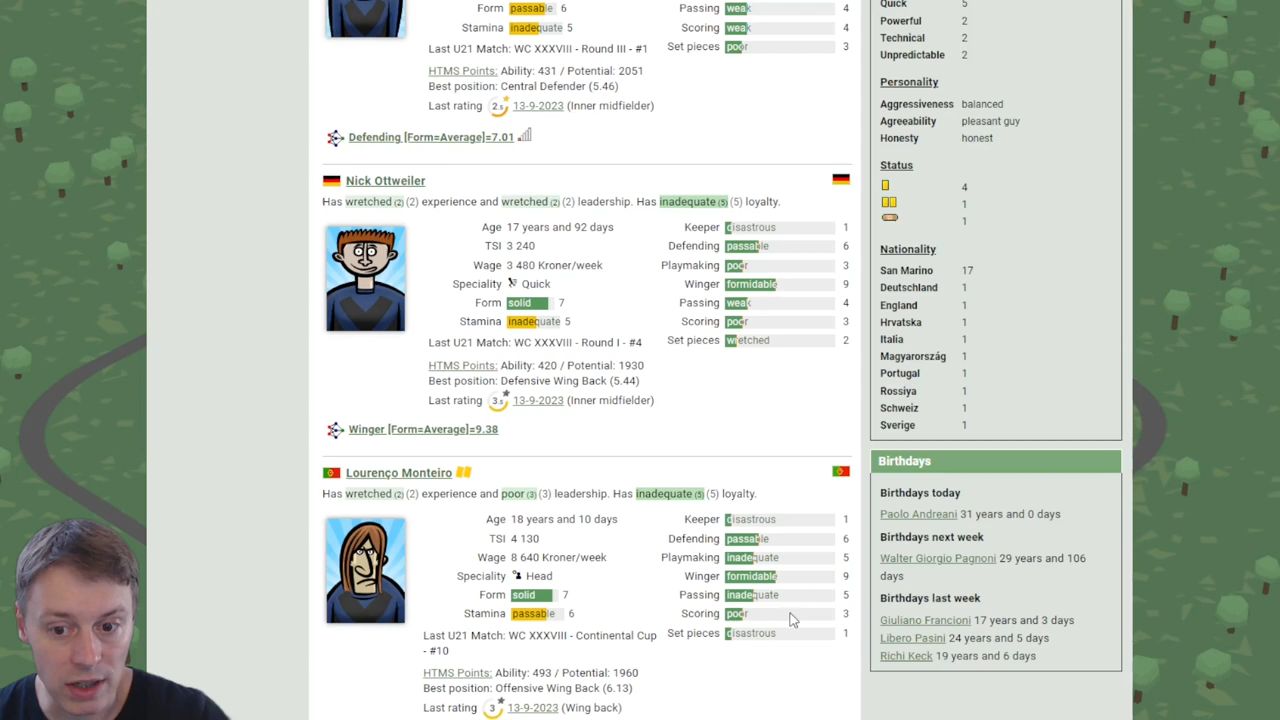 Form passable 6
Stamina inadequate 5
Last U21 Match: WC XXXVIII - Round III - #1
HTMS Points: Ability: 431 / Potential: 2051
Best position: Central Defender (5.46)
Last rating 2.5 13-9-2023 (Inner midfielder)
Passing weak 4
Scoring weak 4
Set pieces poor 3
Defending [Form=Average]=7.01
Nick Ottweiler
Has wretched (2) (2) experience and wretched (2) (2) leadership. Has inadequate (5) (5) loyalty.
Age 17 years and 92 days
TSI 3 240
Wage 3 480 Kroner/week
Speciality Quick
Form solid 7
Stamina inadequate 5
Last U21 Match: WC XXXVIII - Round I - #4
HTMS Points: Ability: 420 / Potential: 1930
Best position: Defensive Wing Back (5.44)
Last rating 3.5 13-9-2023 (Inner midfielder)
Keeper disastrous 1
Defending passable 6
Playmaking poor 3
Winger formidable 9
Passing weak 4
Scoring poor 3
Set pieces wretched 2
Winger [Form=Average]=9.38
Lourenço Monteiro
Has wretched (2) (2) experience and poor (3) (3) leadership. Has inadequate (5) (5) loyalty.
Age 18 years and 10 days
TSI 4 130
Wage 8 640 Kroner/week
Speciality Head
Form solid 7
Stamina passable 6
Last U21 Match: WC XXXVIII - Continental Cup
- #10
HTMS Points: Ability: 493 / Potential: 1960
Best position: Offensive Wing Back (6.13)
Last rating 3 13-9-2023 (Wing back)
Keeper disastrous 1
Defending passable 6
Playmaking inadequate 5
Winger formidable 9
Passing inadequate 5
Scoring poor 3
Set pieces disastrous 1
Quick 5
Powerful 2
Technical 2
Unpredictable 2
Personality
Aggressiveness balanced
Agreeability pleasant guy
Honesty honest
Status
4
1
1
Nationality
San Marino 17
Deutschland 1
England 1
Hrvatska 1
Italia 1
Magyarország 1
Portugal 1
Rossiya 1
Schweiz 1
Sverige 1
Birthdays
Birthdays today
Paolo Andreani 31 years and 0 days
Birthdays next week
Walter Giorgio Pagnoni 29 years and 106
days
Birthdays last week
Giuliano Francioni 17 years and 3 days
Libero Pasini 24 years and 5 days
Richi Keck 19 years and 6 days